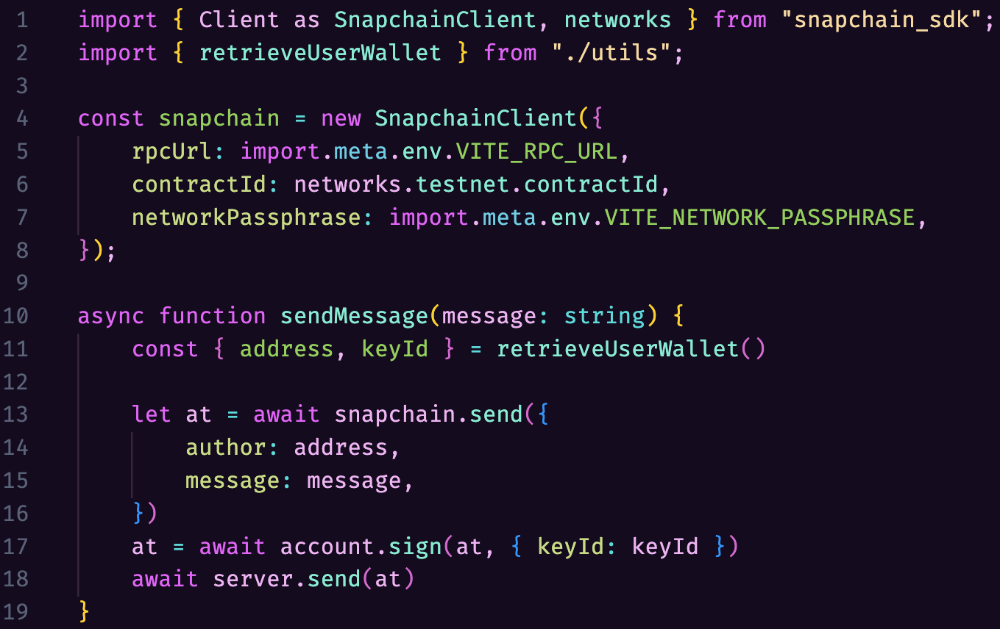 1 import { Client as SnapchainClient, networks } from "snapchain_sdk";
2 import { retrieveUserWallet } from "./utils";
3
4 const snapchain = new SnapchainClient({
5     rpcUrl: import.meta.env.VITE_RPC_URL,
6     contractId: networks.testnet.contractId,
7     networkPassphrase: import.meta.env.VITE_NETWORK_PASSPHRASE,
8 });
9
10 async function sendMessage(message: string) {
11     const { address, keyId } = retrieveUserWallet()
12
13     let at = await snapchain.send({
14         author: address,
15         message: message,
16     })
17     at = await account.sign(at, { keyId: keyId })
18     await server.send(at)
19 }